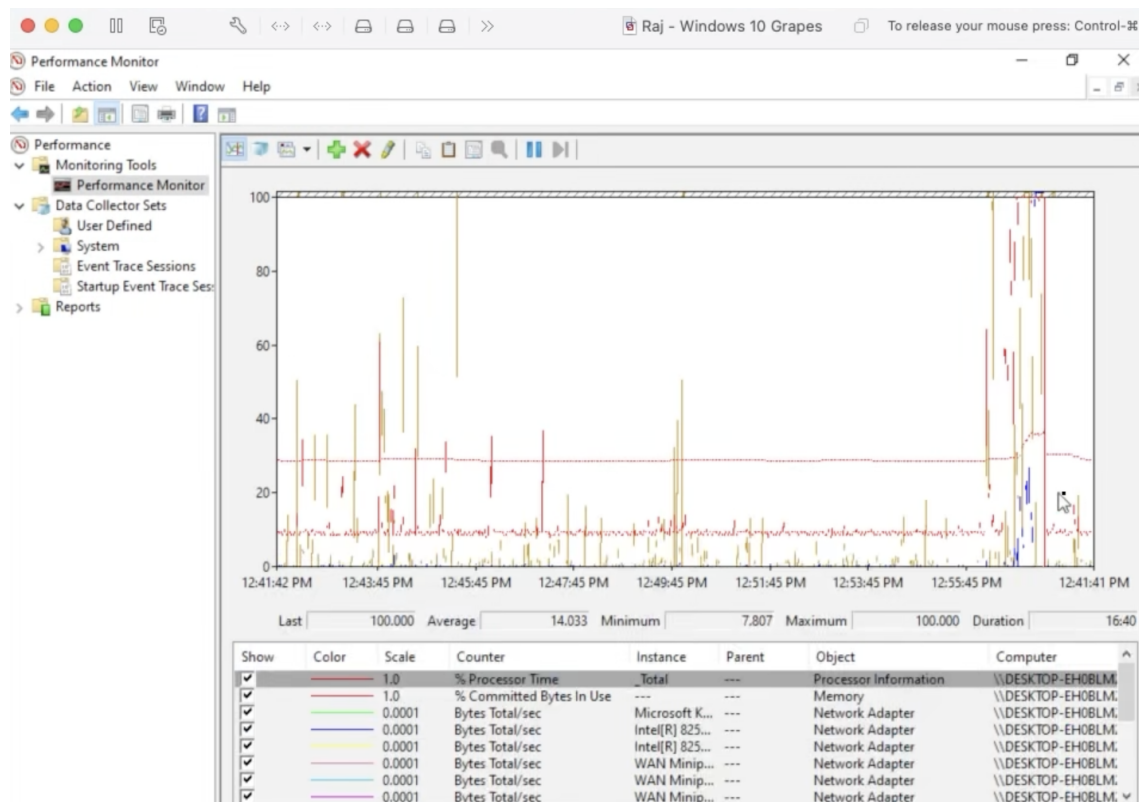 Raj - Windows 10 Grapes To release your mouse press: Control-⌘
Performance Monitor
File Action View Window Help
Performance
Monitoring Tools
Performance Monitor
Data Collector Sets
User Defined
System
Event Trace Sessions
Startup Event Trace Ses
Reports
100
80
60
40
20
0
12:41:42 PM 12:43:45 PM 12:45:45 PM 12:47:45 PM 12:49:45 PM 12:51:45 PM 12:53:45 PM 12:55:45 PM 12:41:41 PM
Last 100.000 Average 14.033 Minimum 7.807 Maximum 100.000 Duration 16:40
Show Color Scale Counter Instance Parent Object Computer
1.0 % Processor Time _Total --- Processor Information \\DESKTOP-EH0BLM
1.0 % Committed Bytes In Use --- --- Memory \\DESKTOP-EH0BLM
0.0001 Bytes Total/sec Microsoft K... --- Network Adapter \\DESKTOP-EH0BLM
0.0001 Bytes Total/sec Intel[R] 825... --- Network Adapter \\DESKTOP-EH0BLM
0.0001 Bytes Total/sec Intel[R] 825... --- Network Adapter \\DESKTOP-EH0BLM
0.0001 Bytes Total/sec WAN Minip... --- Network Adapter \\DESKTOP-EH0BLM
0.0001 Bytes Total/sec WAN Minip... --- Network Adapter \\DESKTOP-EH0BLM
0.0001 Bytes Total/sec WAN Minip... --- Network Adapter \\DESKTOP-EH0BLM